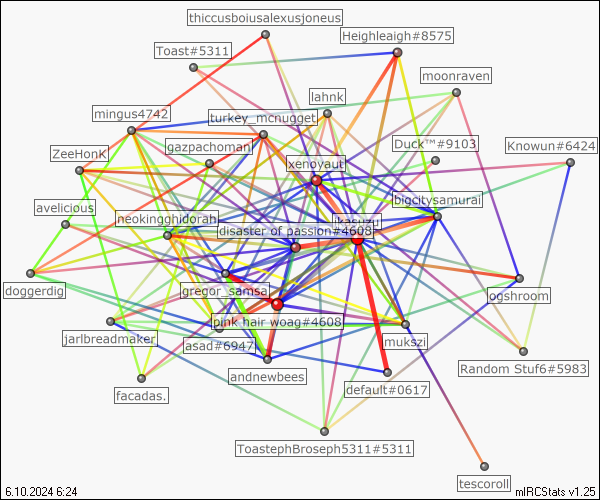 thiccusboiusalexusjoneus
Heighleaigh#8575
Toast#5311
moonraven
lahnk
mingus4742
turkey_mcnugget
Duck™#9103
Knowun#6424
gazpachoman
ZeeHonK
xenoyaut
bigcitysamurai
avelicious
neokingghidorah
ikasuzu
disaster of passion#4608
doggerdig
gregor_samsa
ogshroom
pink hair woag#4608
jarlbreadmaker
asad#6947
mukszi
Random Stuf6#5983
andnewbees
default#0617
facadas.
ToastephBroseph5311#5311
tescoroll
6.10.2024 6:24
mIRCStats v1.25